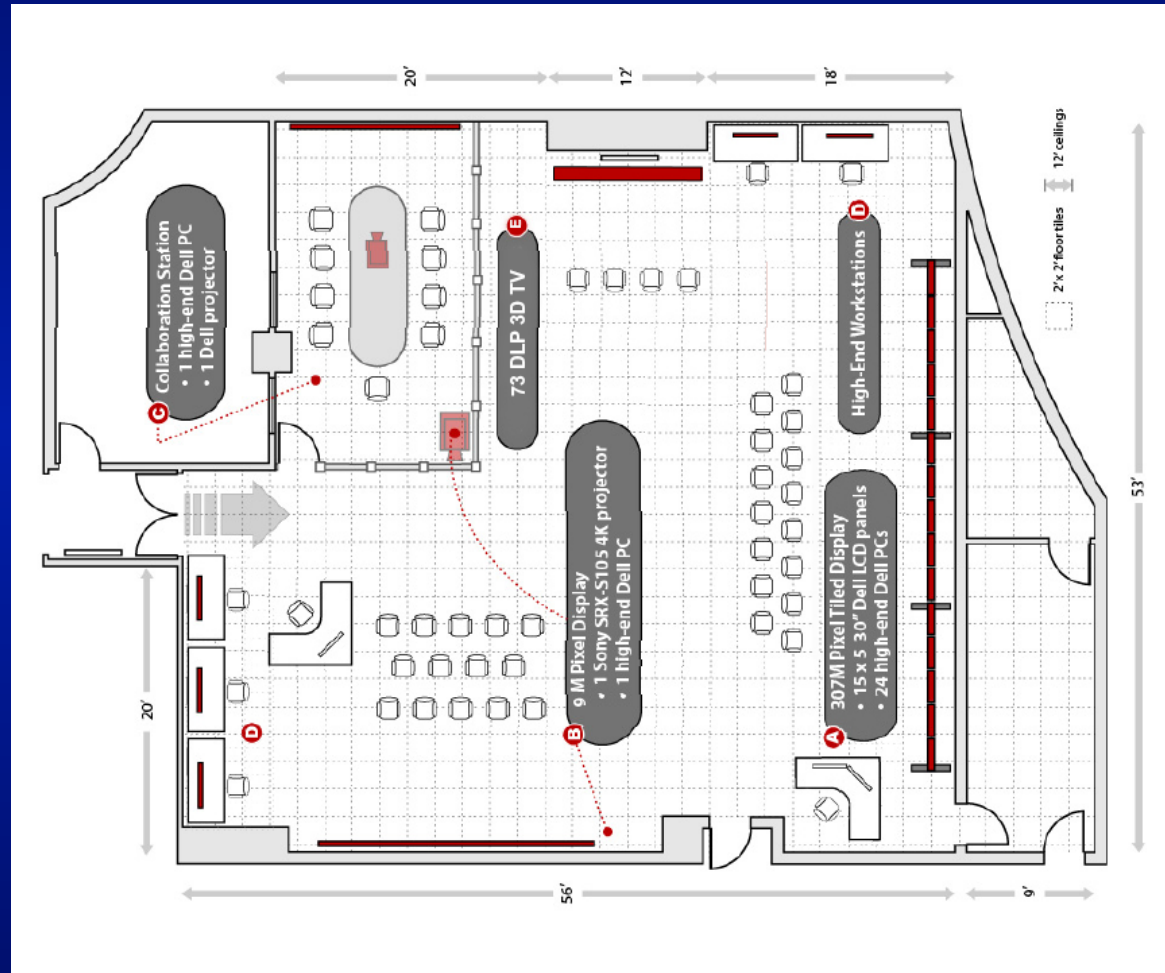 20'
12'
18'
Collaboration Station
• 1 high-end Dell PC
• 1 Dell projector
C
73 DLP 3D TV
E
High-End Workstations
D
9 M Pixel Display
• 1 Sony SRX-S105 4K projector
• 1 high-end Dell PC
B
307M Pixel Tiled Display
• 15 x 5 30" Dell LCD panels
• 24 high-end Dell PCs
A
D
20'
56'
9'
53'
2' x 2' floor tiles
12' ceilings